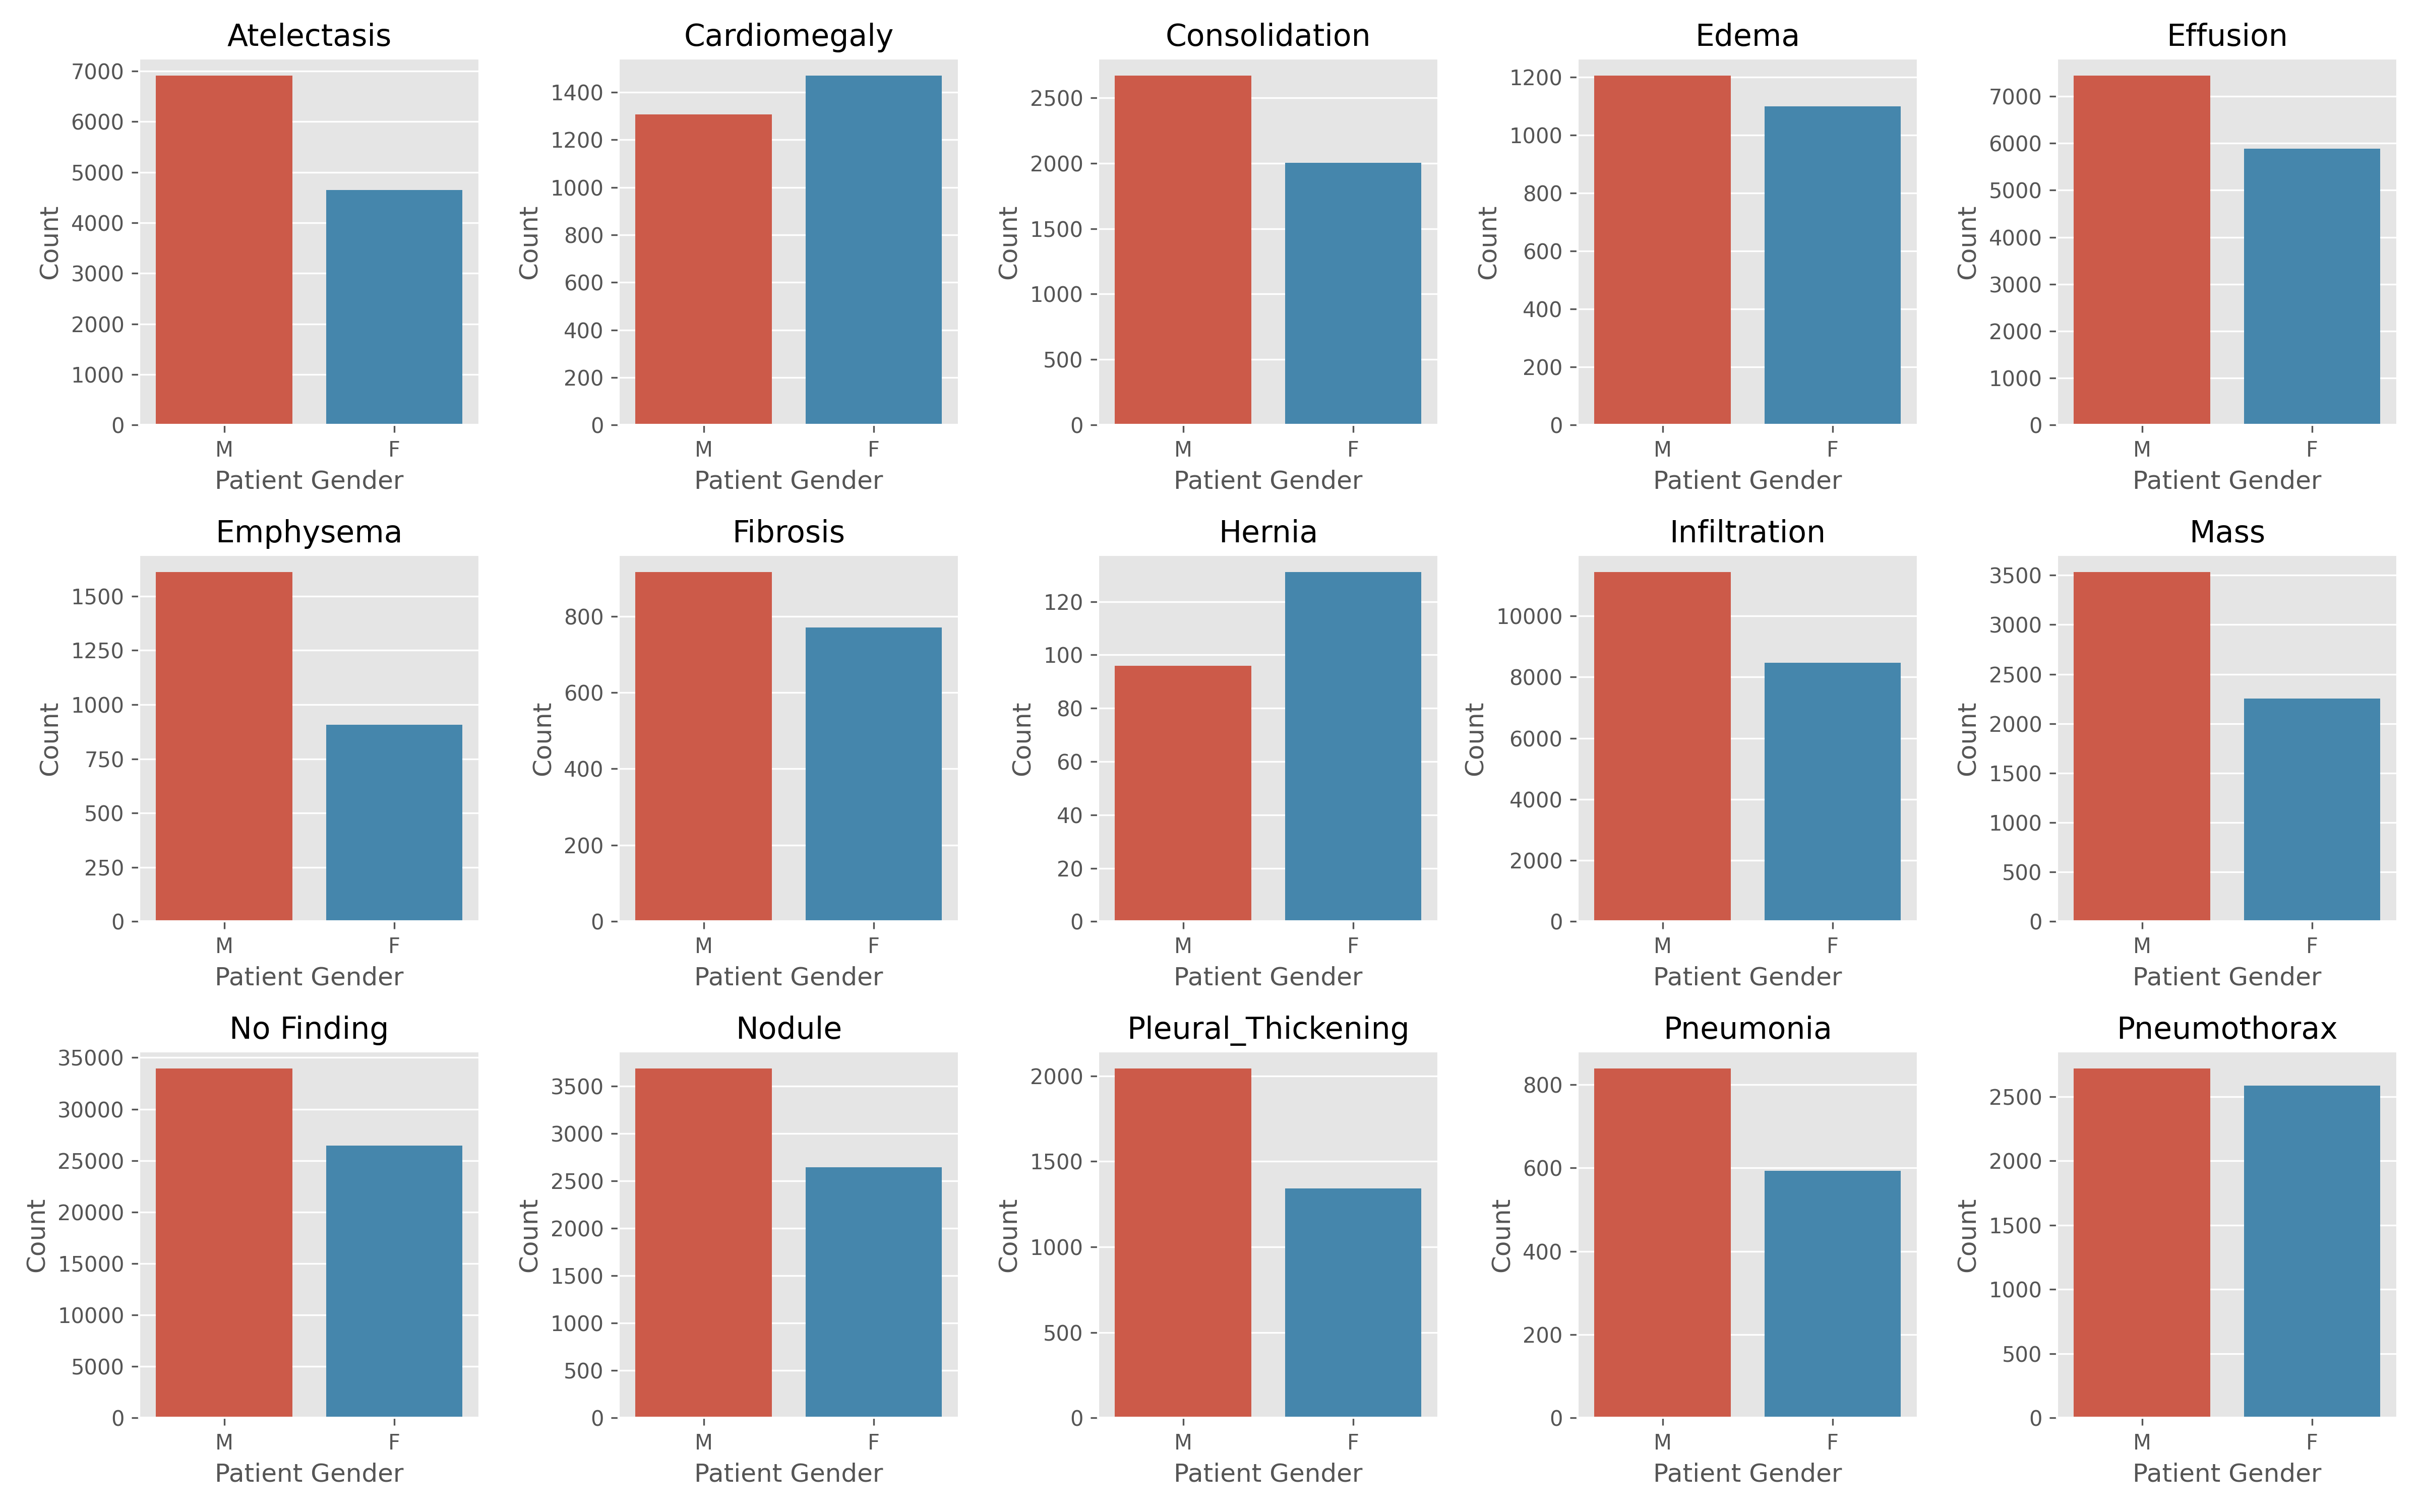 Atelectasis
7000
6000
5000
4000
3000
2000
1000
0
Count
M F
Patient Gender
Cardiomegaly
1400
1200
1000
800
600
400
200
0
Count
M F
Patient Gender
Consolidation
2500
2000
1500
1000
500
0
Count
M F
Patient Gender
Edema
1200
1000
800
600
400
200
0
Count
M F
Patient Gender
Effusion
7000
6000
5000
4000
3000
2000
1000
0
Count
M F
Patient Gender
Emphysema
1500
1250
1000
750
500
250
0
Count
M F
Patient Gender
Fibrosis
800
600
400
200
0
Count
M F
Patient Gender
Hernia
120
100
80
60
40
20
0
Count
M F
Patient Gender
Infiltration
10000
8000
6000
4000
2000
0
Count
M F
Patient Gender
Mass
3500
3000
2500
2000
1500
1000
500
0
Count
M F
Patient Gender
No Finding
35000
30000
25000
20000
15000
10000
5000
0
Count
M F
Patient Gender
Nodule
3500
3000
2500
2000
1500
1000
500
0
Count
M F
Patient Gender
Pleural_Thickening
2000
1500
1000
500
0
Count
M F
Patient Gender
Pneumonia
800
600
400
200
0
Count
M F
Patient Gender
Pneumothorax
2500
2000
1500
1000
500
0
Count
M F
Patient Gender